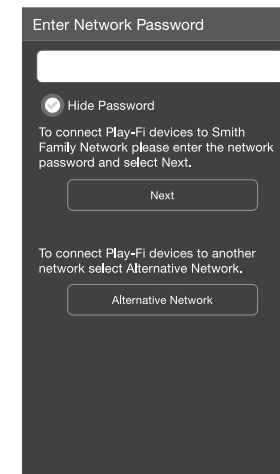 Enter Network Password
Hide Password
To connect Play-Fi devices to Smith
Family Network please enter the network
password and select Next.
Next
To connect Play-Fi devices to another
network select Alternative Network.
Alternative Network